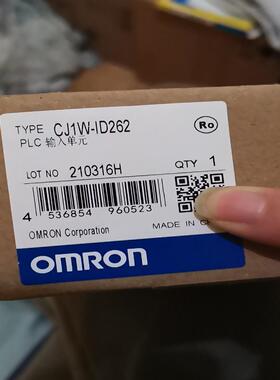 TYPE CJ1W-ID262
PLC 输入单元
Ro
LOT NO 210316H
QTY 1
4 536854 960523
OMRON Corporation
MADE IN
OMRON